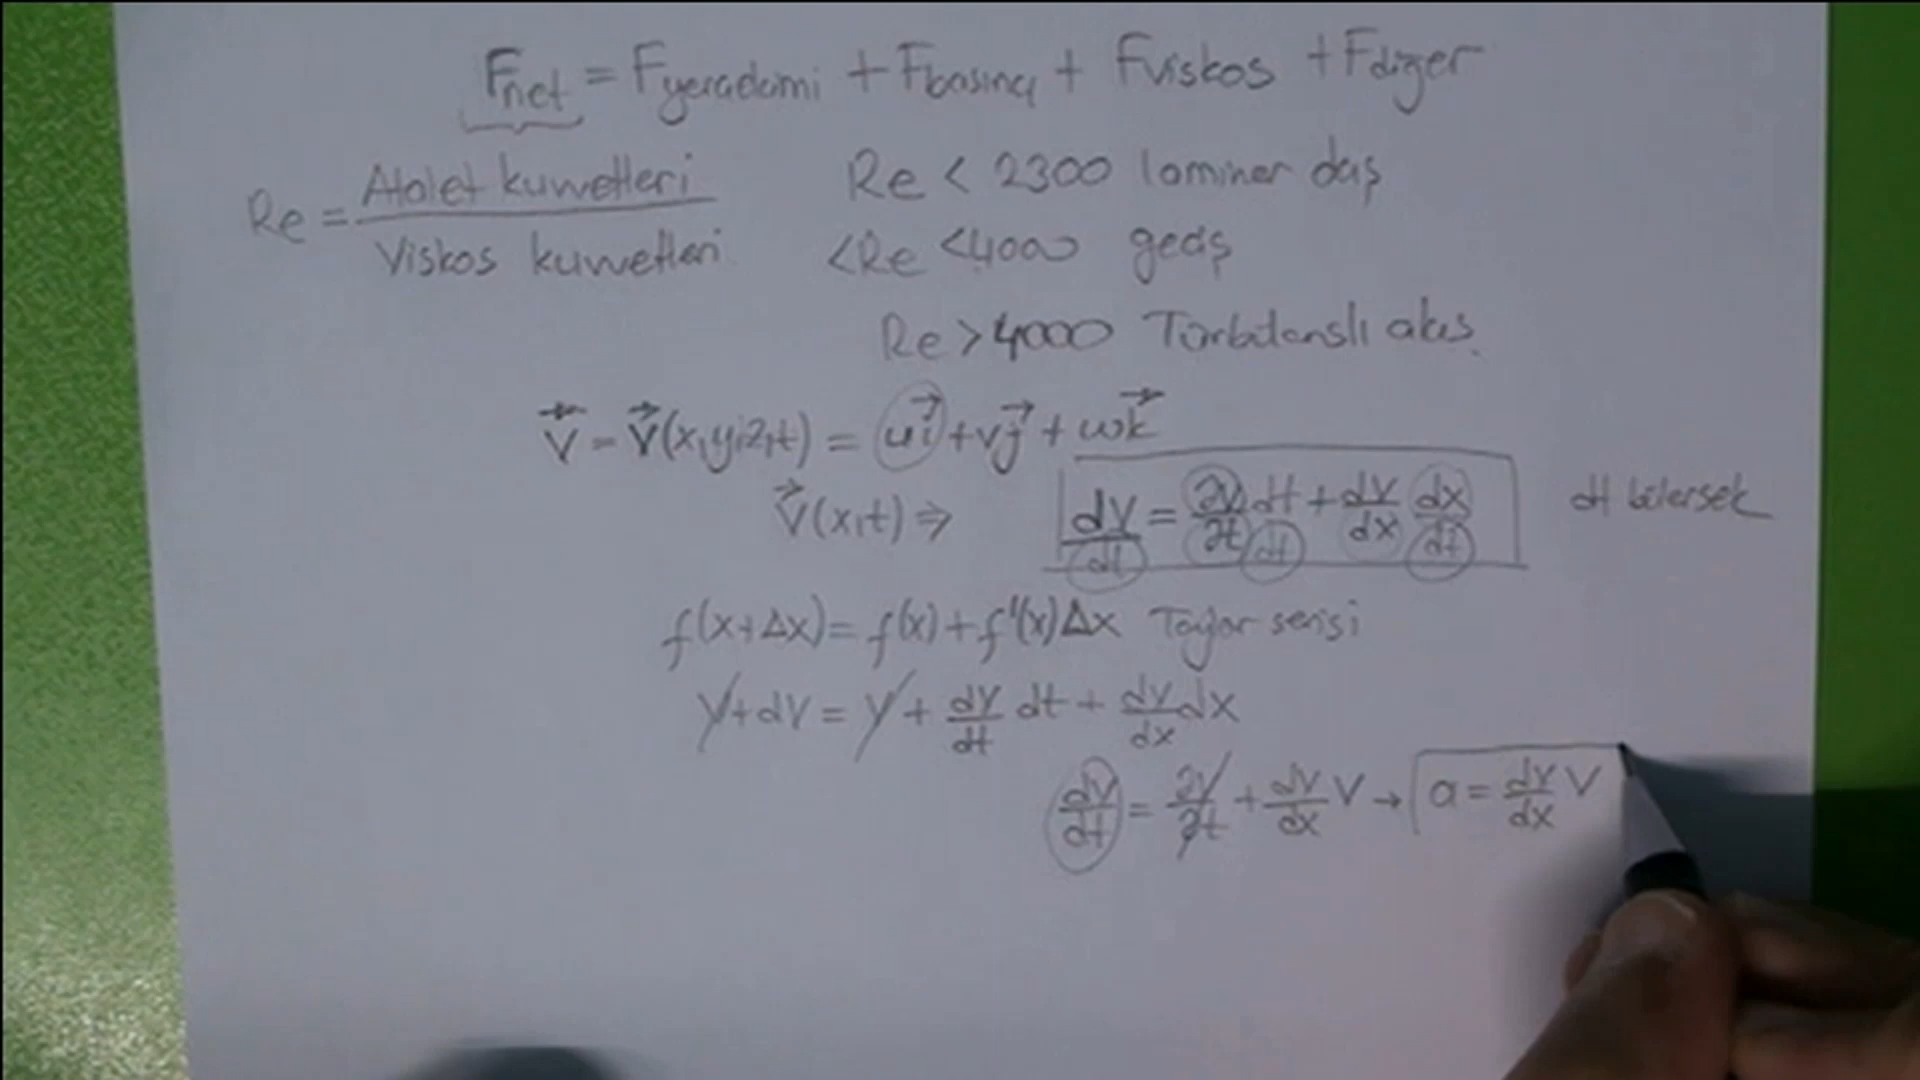 Fnet = Fyerçekimi + Fbasınç + Fviskos + Fdiğer
Re = Atalet kuvvetleri / Viskos kuvvetleri
Re < 2300 laminer
<Re <4000 geçiş
Re > 4000 Türbülanslı akış
V⃗ = V⃗(x,y,z,t) = ui⃗ + vj⃗ + wk⃗
V⃗(x,t) ⇒ dV/dt = ∂V/∂t dt/dt + dV/dx dx/dt dt bölersek
f(x+Δx) = f(x) + f'(x)Δx Taylor serisi
V+dV = V + dV/dt dt + dV/dx dx
dV/dt = ∂V/∂t + dV/dx V → a = dV/dx V